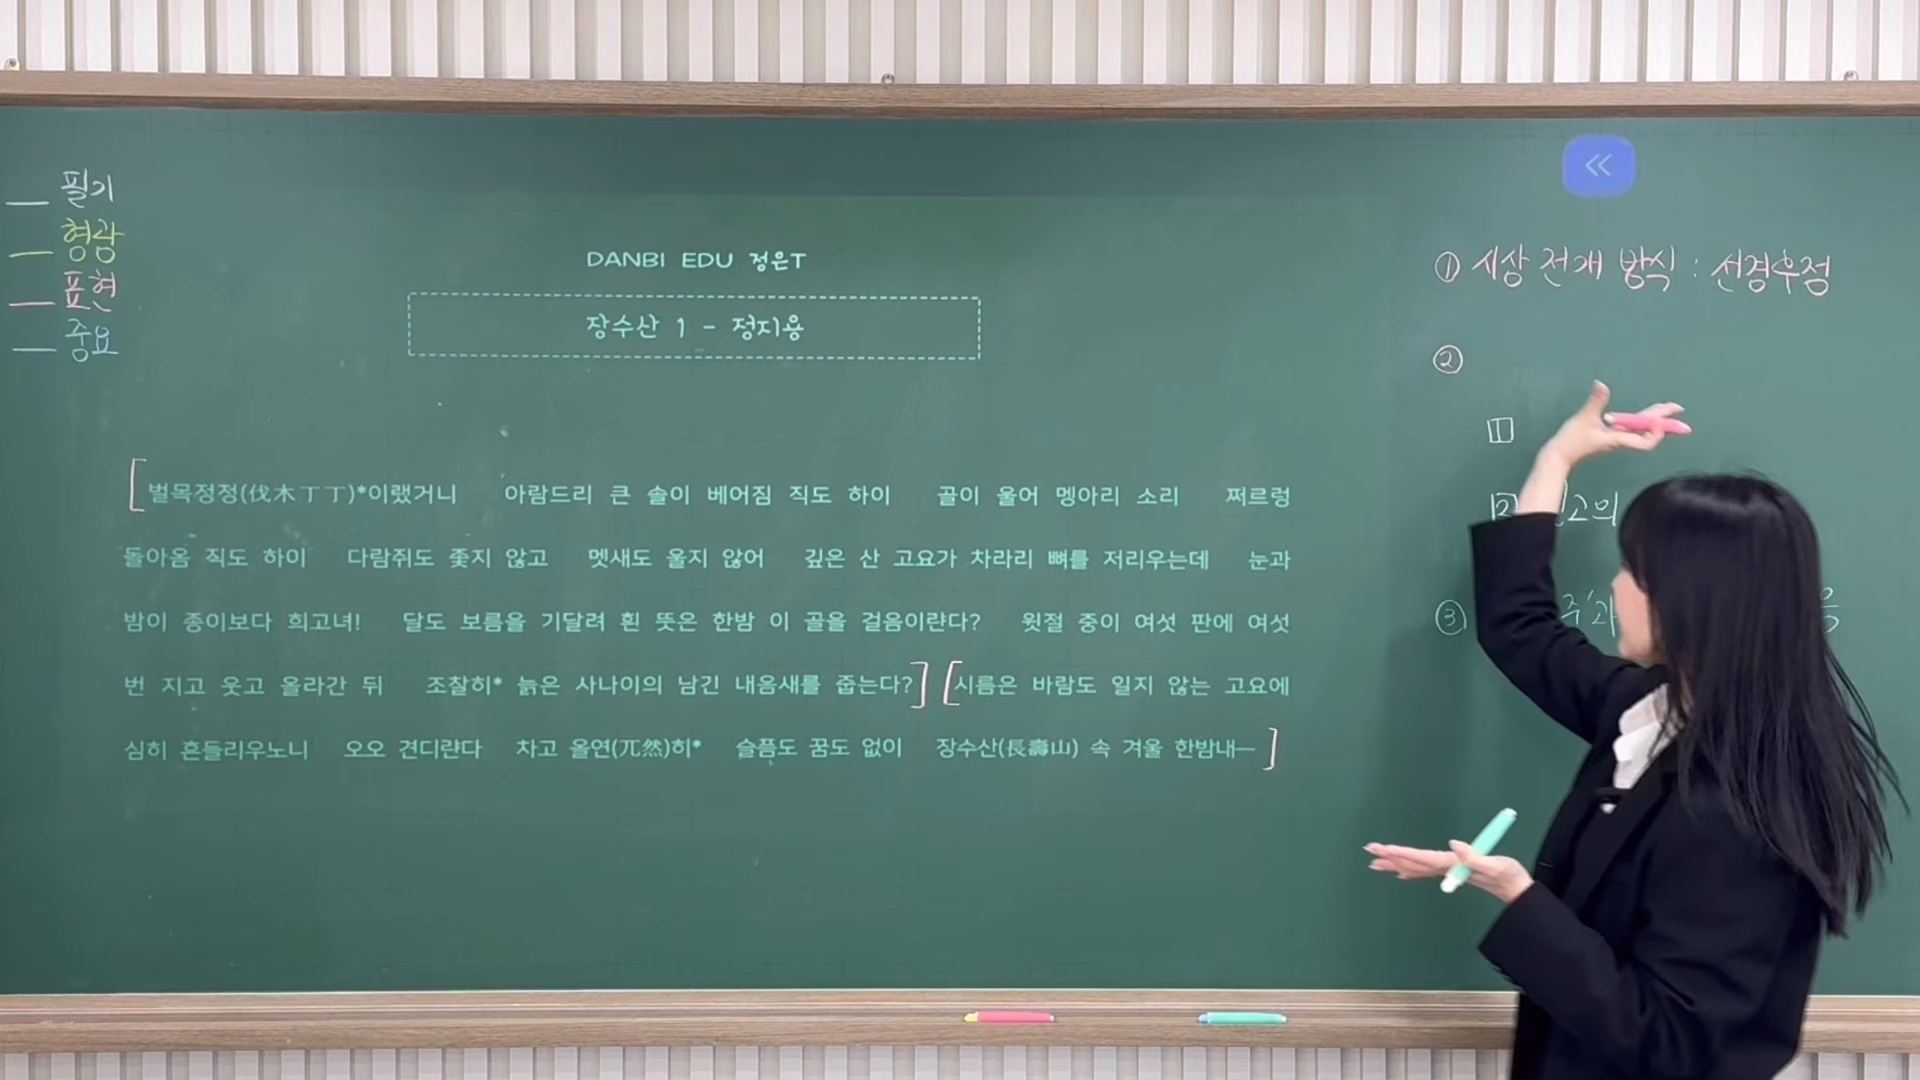 필기
형광
표현
중요
DANBI EDU 정은T
장수산 1 - 정지용
[벌목정정(伐木丁丁)*이랬거니 아람드리 큰 솔이 베어짐 직도 하이 골이 울어 멩아리 소리 쩌르렁
돌아옴 직도 하이 다람쥐도 좇지 않고 멧새도 울지 않어 깊은 산 고요가 차라리 뼈를 저리우는데 눈과
밤이 종이보다 희고녀! 달도 보름을 기달려 흰 뜻은 한밤 이 골을 걸음이랸다? 윗절 중이 여섯 판에 여섯
번 지고 웃고 올라간 뒤 조찰히* 늙은 사나이의 남긴 내음새를 줍는다?] [시름은 바람도 일지 않는 고요에
심히 흔들리우노니 오오 견디랸다 차고 올연(兀然)히* 슬픔도 꿈도 없이 장수산(長壽山) 속 겨울 한밤내—]
① 시상 전개 방식 : 선경후정
②
1
2
③